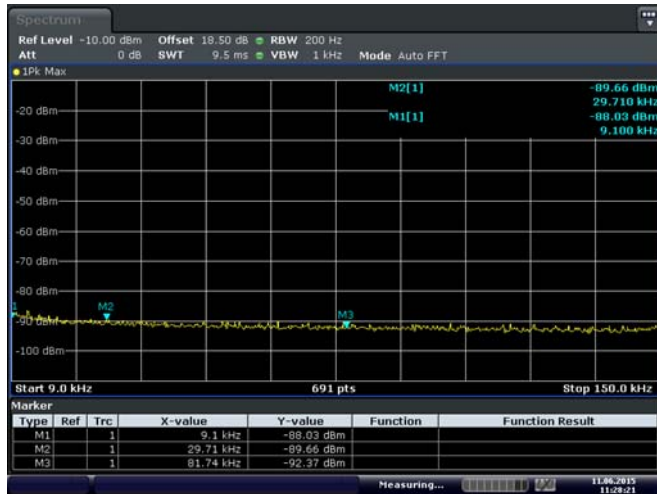 Spectrum
Ref Level -10.00 dBm Offset 18.50 dB RBW 200 Hz
Att 0 dB SWT 9.5 ms VBW 1 kHz Mode Auto FFT
1Pk Max
M2[1] -89.66 dBm
29.710 kHz
M1[1] -88.03 dBm
9.100 kHz
-20 dBm
-30 dBm
-40 dBm
-50 dBm
-60 dBm
-70 dBm
-80 dBm
1 M2
M3
-90 dBm
-100 dBm
Start 9.0 kHz 691 pts Stop 150.0 kHz
Marker
Type Ref Trc X-value Y-value Function Function Result
M1 1 9.1 kHz -88.03 dBm
M2 1 29.71 kHz -89.66 dBm
M3 1 81.74 kHz -92.37 dBm
Measuring... 11.06.2015
11:28:21